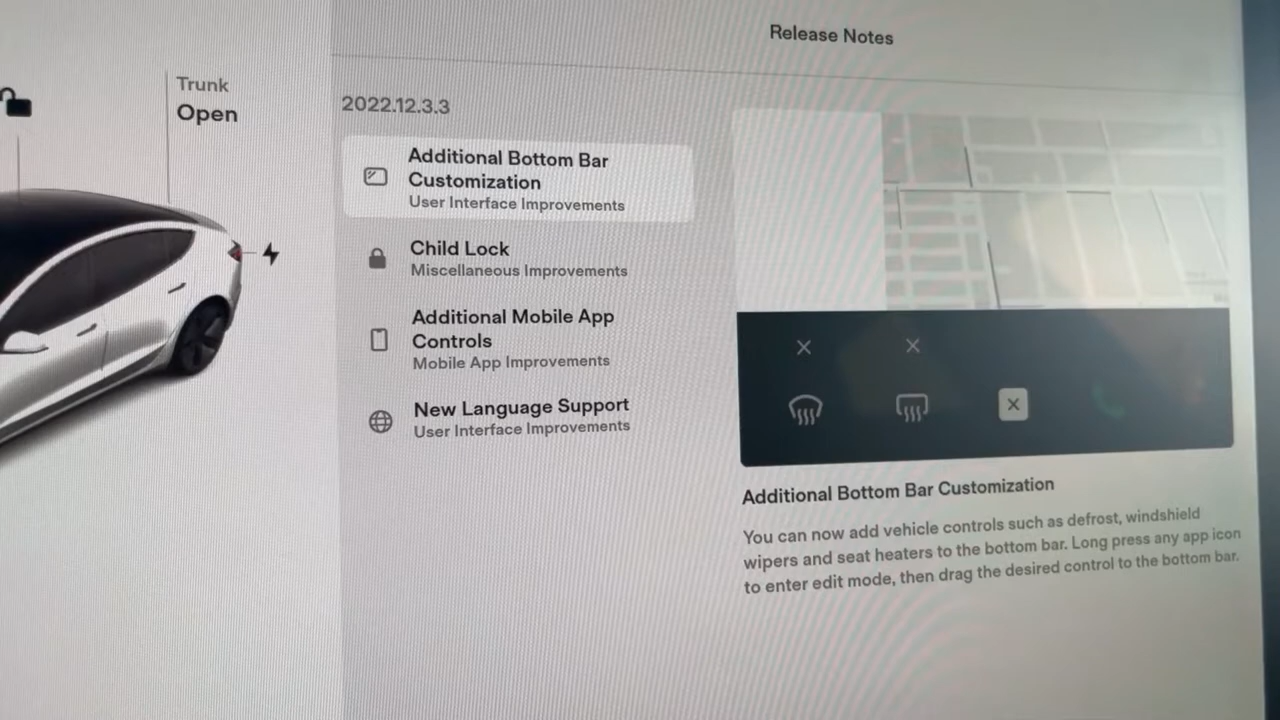 Release Notes
Trunk
Open
2022.12.3.3
Additional Bottom Bar
Customization
User Interface Improvements
Child Lock
Miscellaneous Improvements
Additional Mobile App
Controls
Mobile App Improvements
New Language Support
User Interface Improvements
Additional Bottom Bar Customization
You can now add vehicle controls such as defrost, windshield
wipers and seat heaters to the bottom bar. Long press any app icon
to enter edit mode, then drag the desired control to the bottom bar.